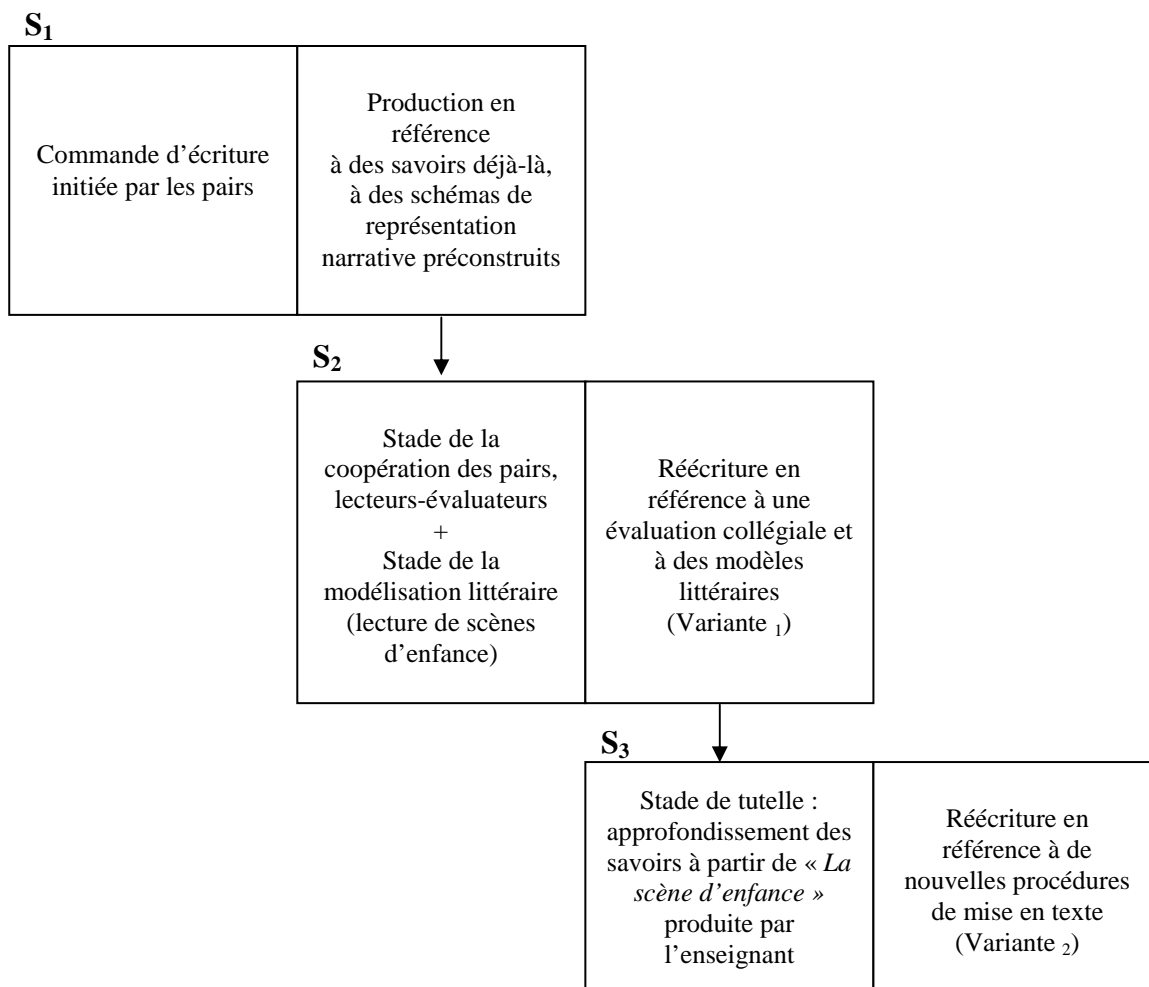 S₁
Commande d’écriture
initiée par les pairs
Production en
référence
à des savoirs déjà-là,
à des schémas de
représentation
narrative préconstruits
S₂
Stade de la
coopération des pairs,
lecteurs-évaluateurs
+
Stade de la
modélisation littéraire
(lecture de scènes
d’enfance)
Réécriture en
référence à une
évaluation collégiale et
à des modèles
littéraires
(Variante ₁)
S₃
Stade de tutelle :
approfondissement des
savoirs à partir de « La
scène d’enfance »
produite par
l’enseignant
Réécriture en
référence à de
nouvelles procédures
de mise en texte
(Variante ₂)